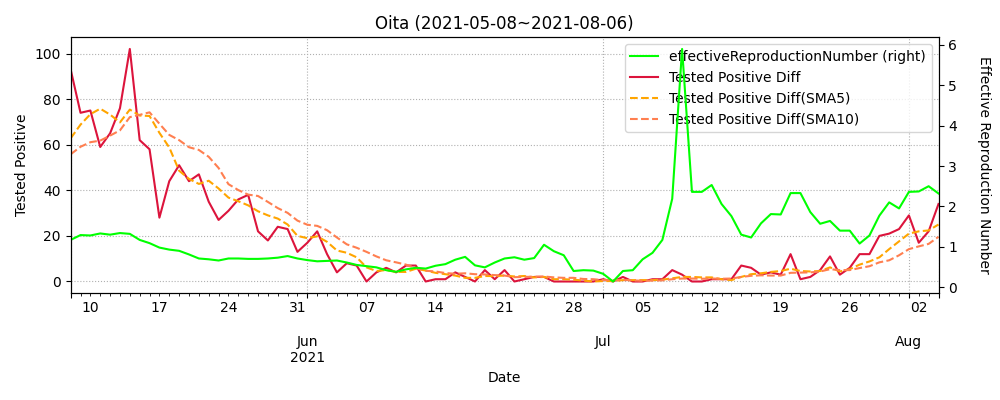 Oita (2021-05-08~2021-08-06)
effectiveReproductionNumber (right)
Tested Positive Diff
Tested Positive Diff(SMA5)
Tested Positive Diff(SMA10)
Tested Positive
100
80
60
40
20
0
Effective Reproduction Number
6
5
4
3
2
1
0
10 17 24 31 07 14 21 28 05 12 19 26 02
Jun Jul Aug
2021
Date